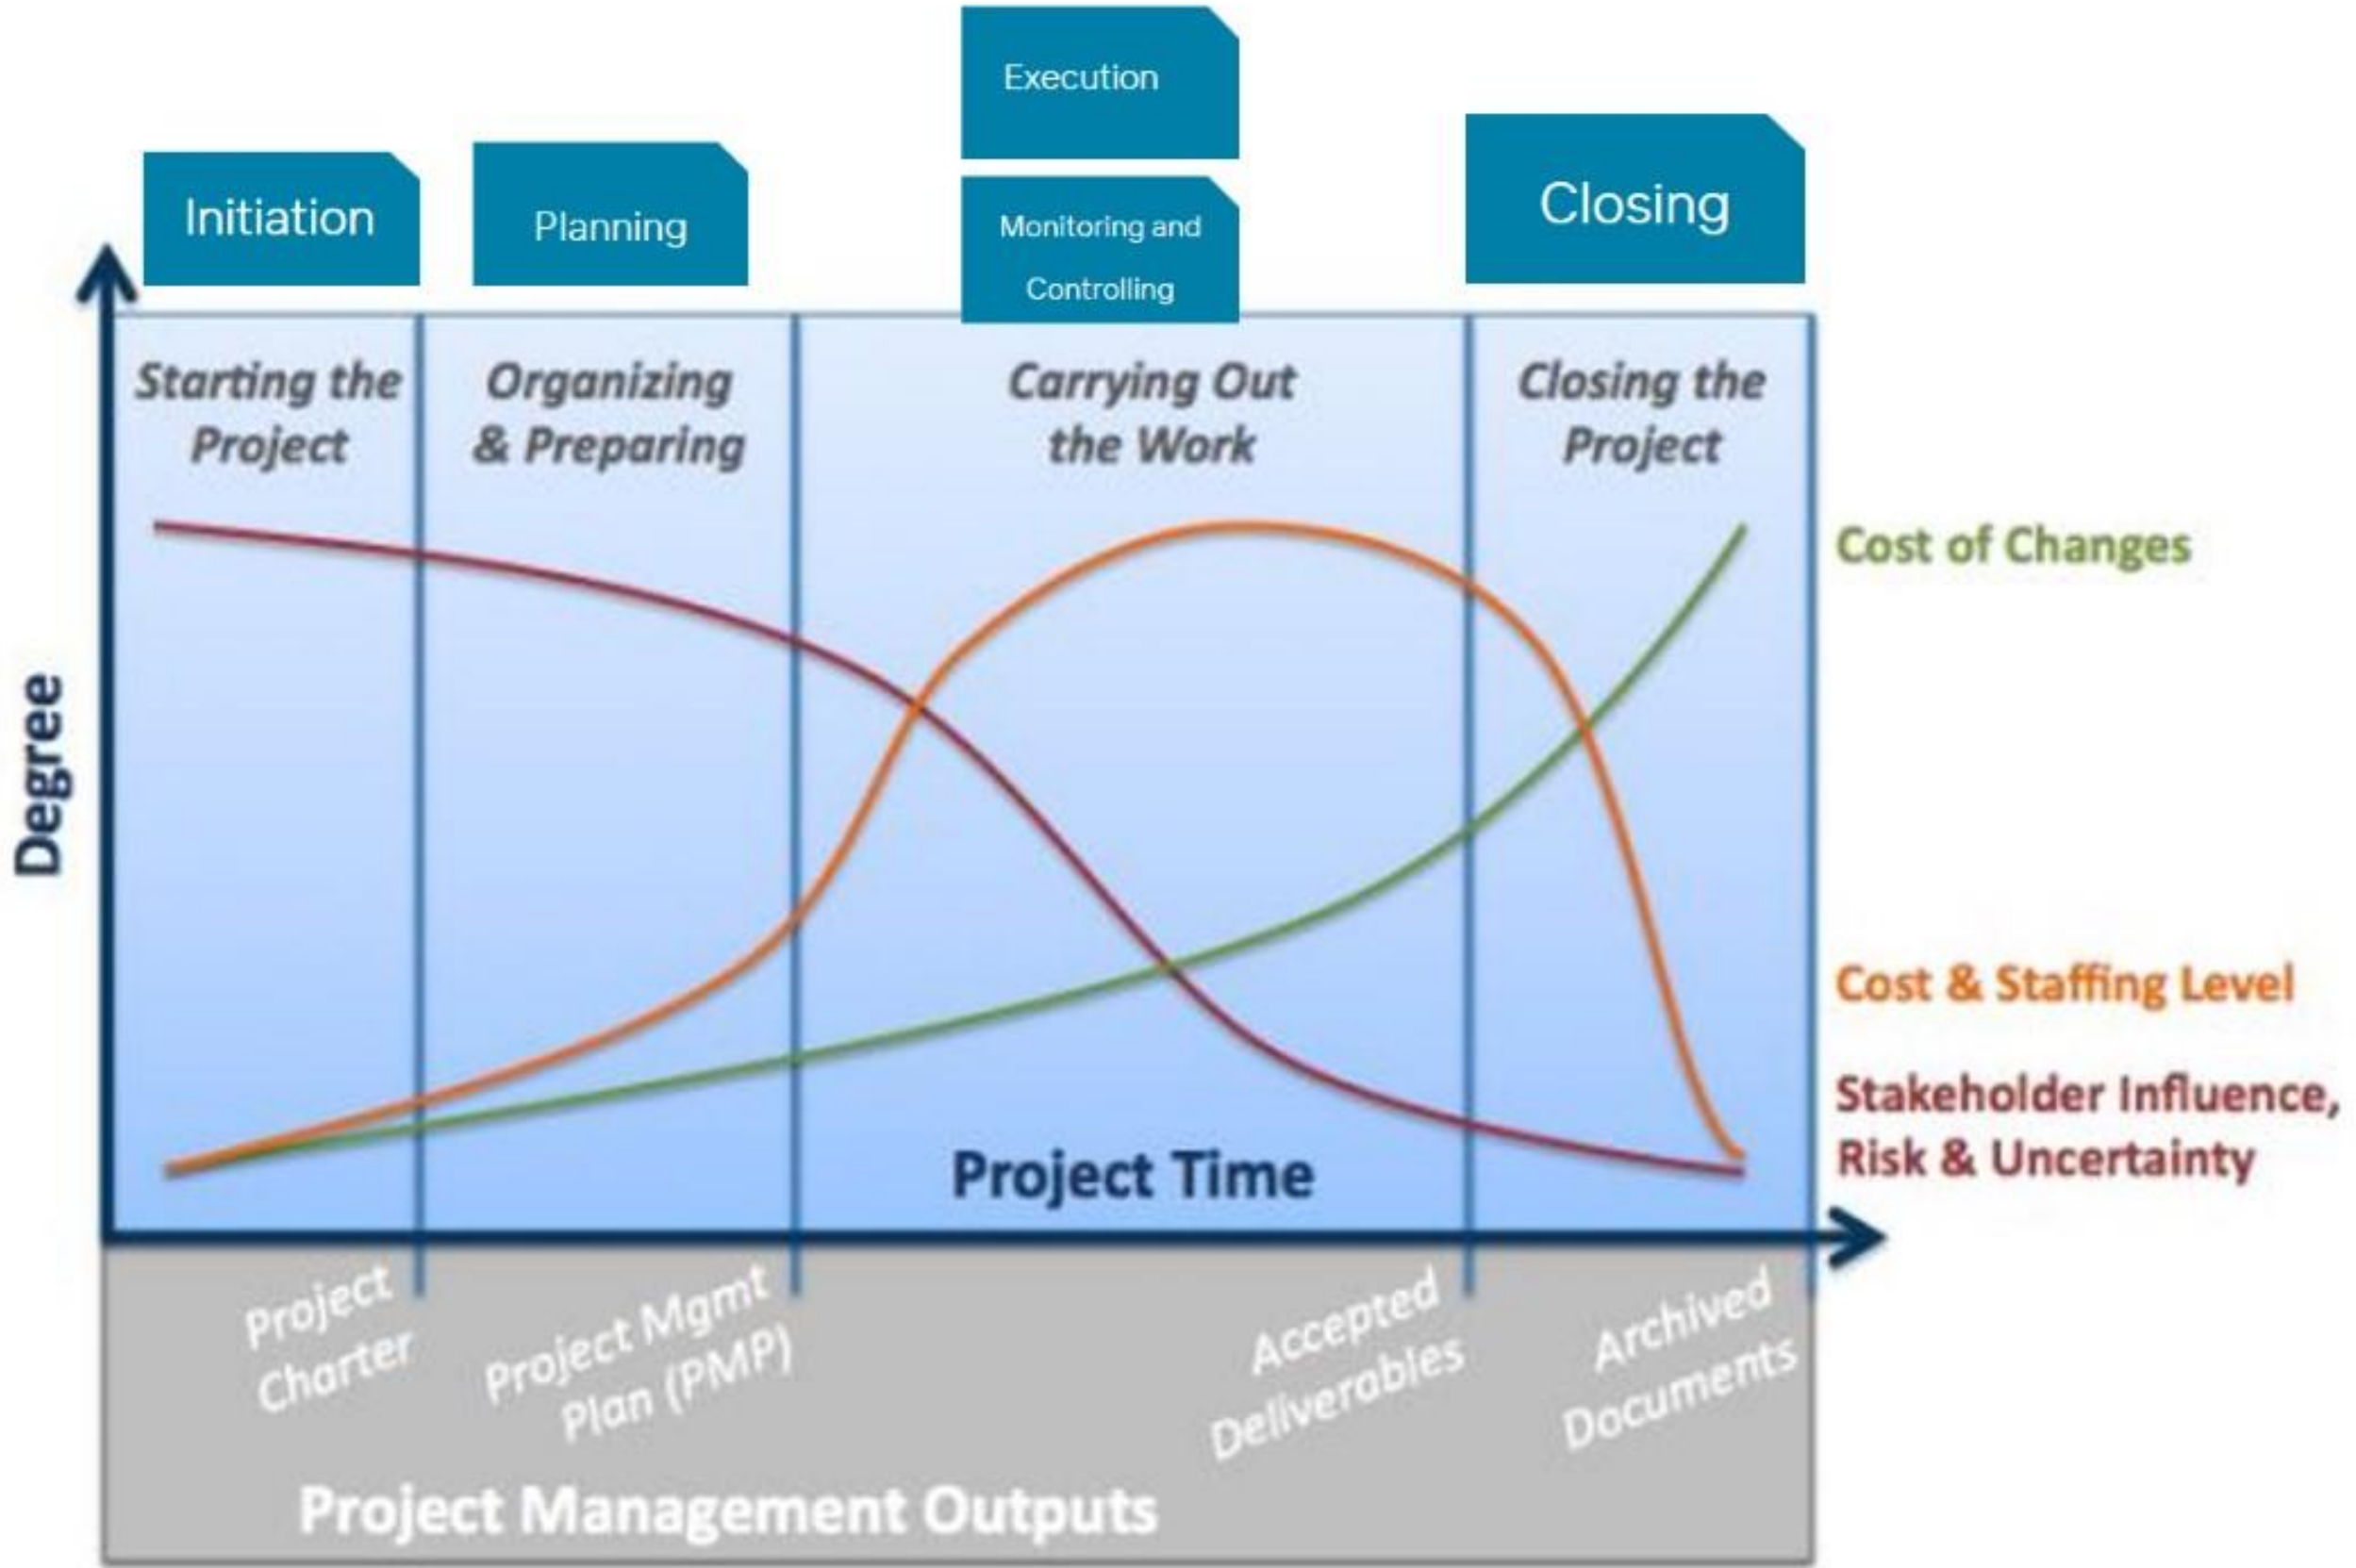 Execution
Initiation
Planning
Monitoring and
Controlling
Closing
Starting the
Project
Organizing
& Preparing
Carrying Out
the Work
Closing the
Project
Degree
Cost of Changes
Cost & Staffing Level
Stakeholder Influence,
Risk & Uncertainty
Project Time
Project
Charter
Project Mgmt
Plan (PMP)
Accepted
Deliverables
Archived
Documents
Project Management Outputs